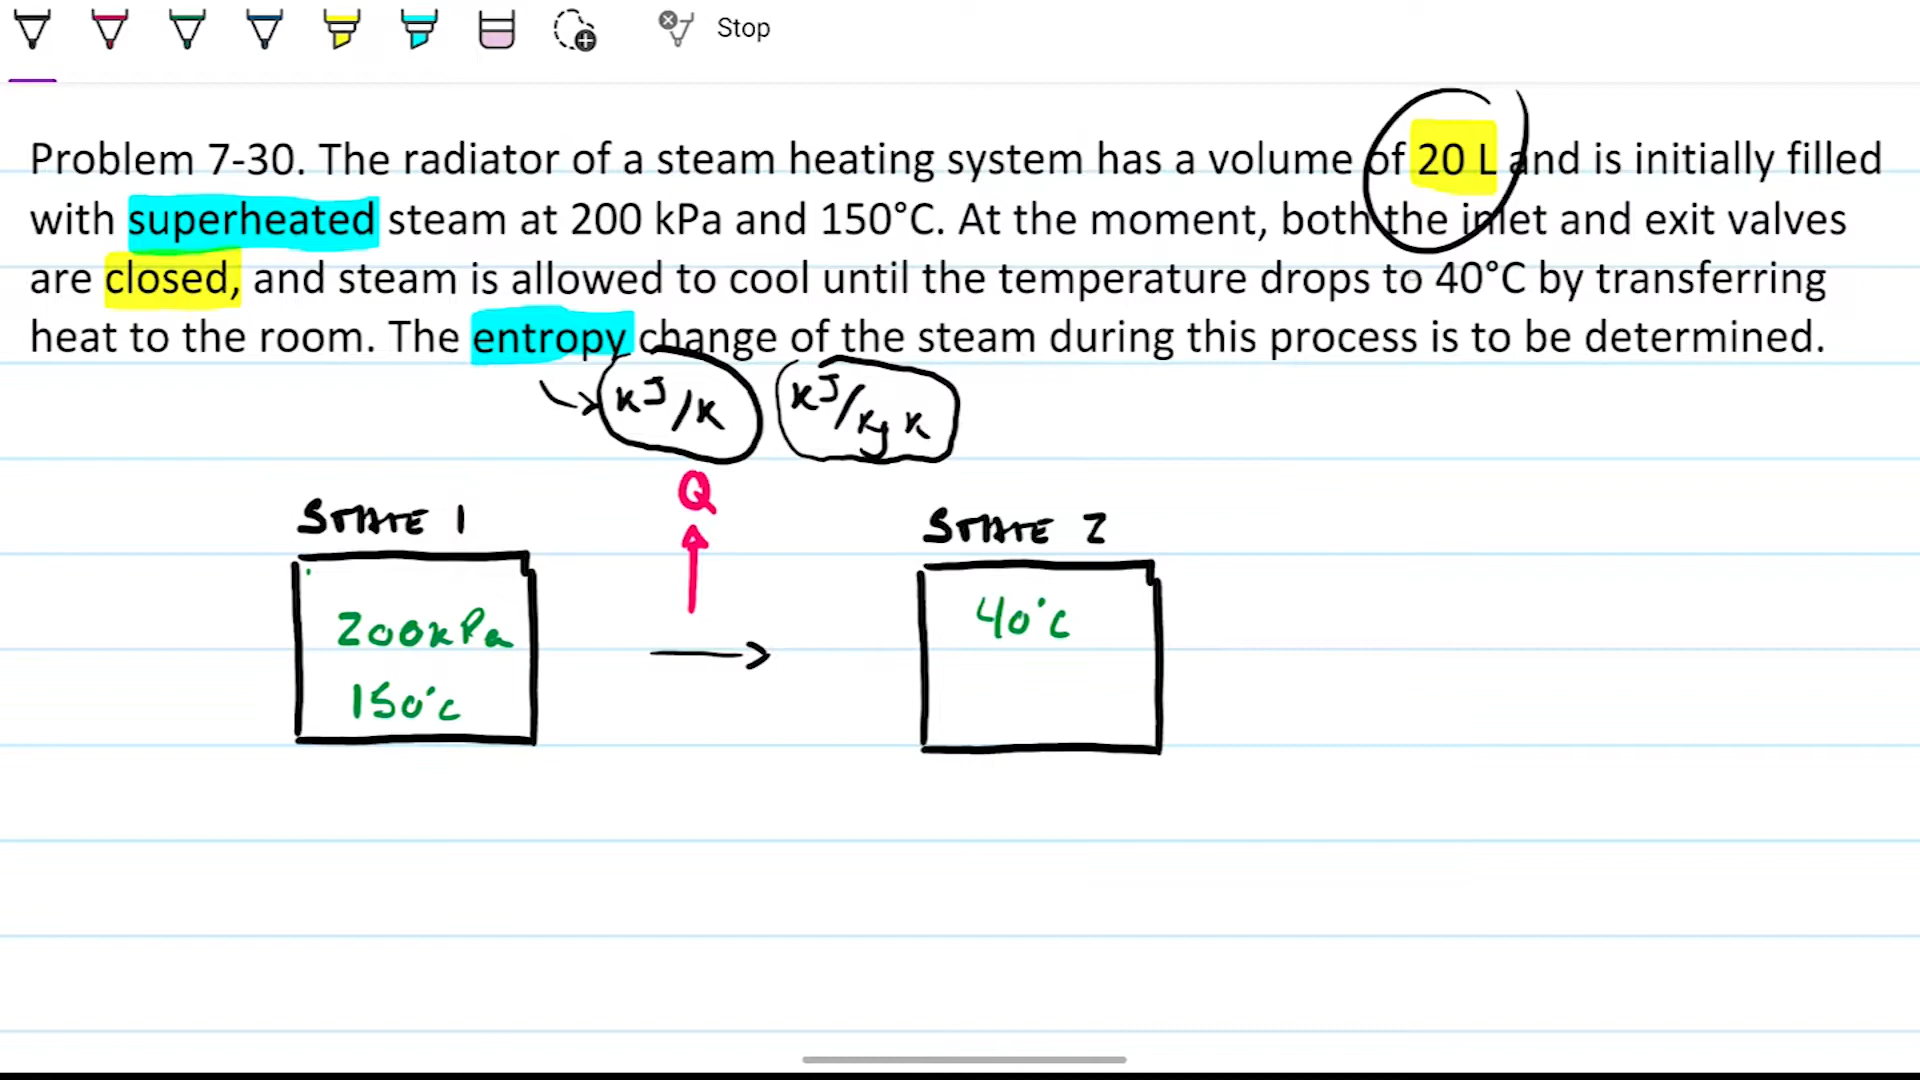 Stop
Problem 7-30. The radiator of a steam heating system has a volume of 20 L and is initially filled
with superheated steam at 200 kPa and 150°C. At the moment, both the inlet and exit valves
are closed, and steam is allowed to cool until the temperature drops to 40°C by transferring
heat to the room. The entropy change of the steam during this process is to be determined.
kJ/K kJ/kg K
Q
STATE 1
STATE 2
200kPa
150°C
40°C